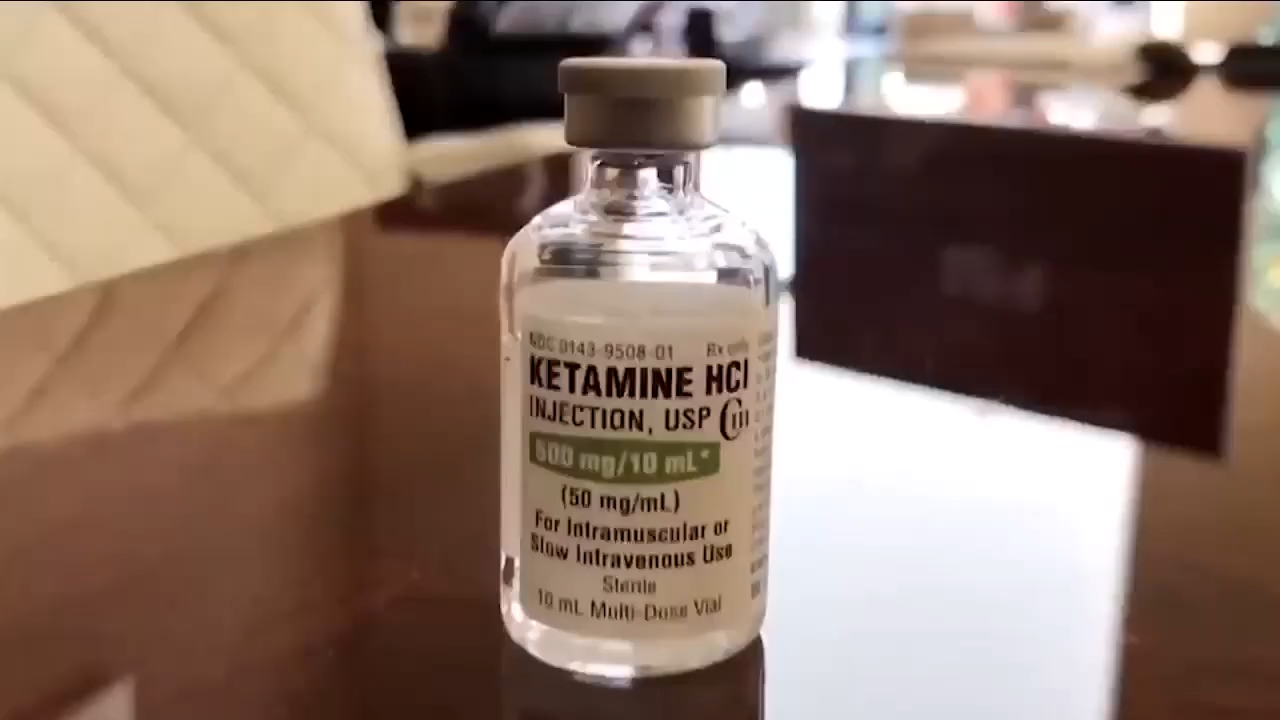 NDC 0143-9508-01 Rx only
KETAMINE HCl
INJECTION, USP CIII
500 mg/10 mL*
(50 mg/mL)
For Intramuscular or
Slow Intravenous Use
Sterile
10 mL Multi-Dose Vial